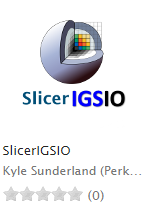 SlicerIGSIO
SlicerIGSIO
Kyle Sunderland (Perk...
(0)